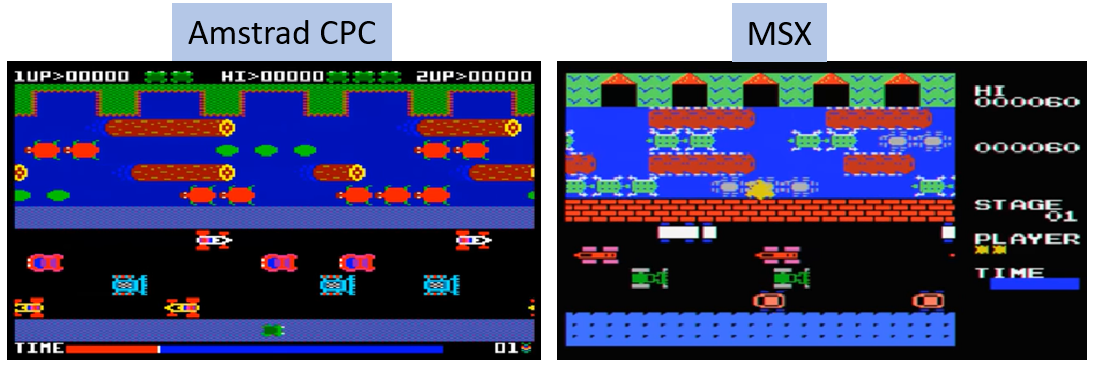 Amstrad CPC
MSX
1UP>00000 HI>00000 2UP>00000
TIME 01
HI
000060
000060
STAGE
01
PLAYER
TIME